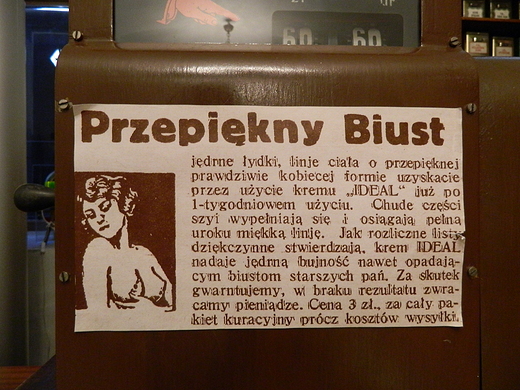 60 60
Przepiękny Biust
jędrne łydki, linje ciała o przepięknej
prawdziwie kobiecej formie uzyskacie
przez użycie kremu „IDEAL“ już po
1-tygodniowem użyciu. Chude części
szyi wypełniają się i osiągają pełną
uroku miękką linję. Jak rozliczne listy
dziękczynne stwierdzają, krem IDEAL
nadaje jędrną bujność nawet opadają-
cym biustom starszych pań. Za skutek
gwarntujemy, w braku rezultatu zwra-
camy pieniądze. Cena 3 zł., za cały pa-
kiet kuracyjny prócz kosztów wysyłki.